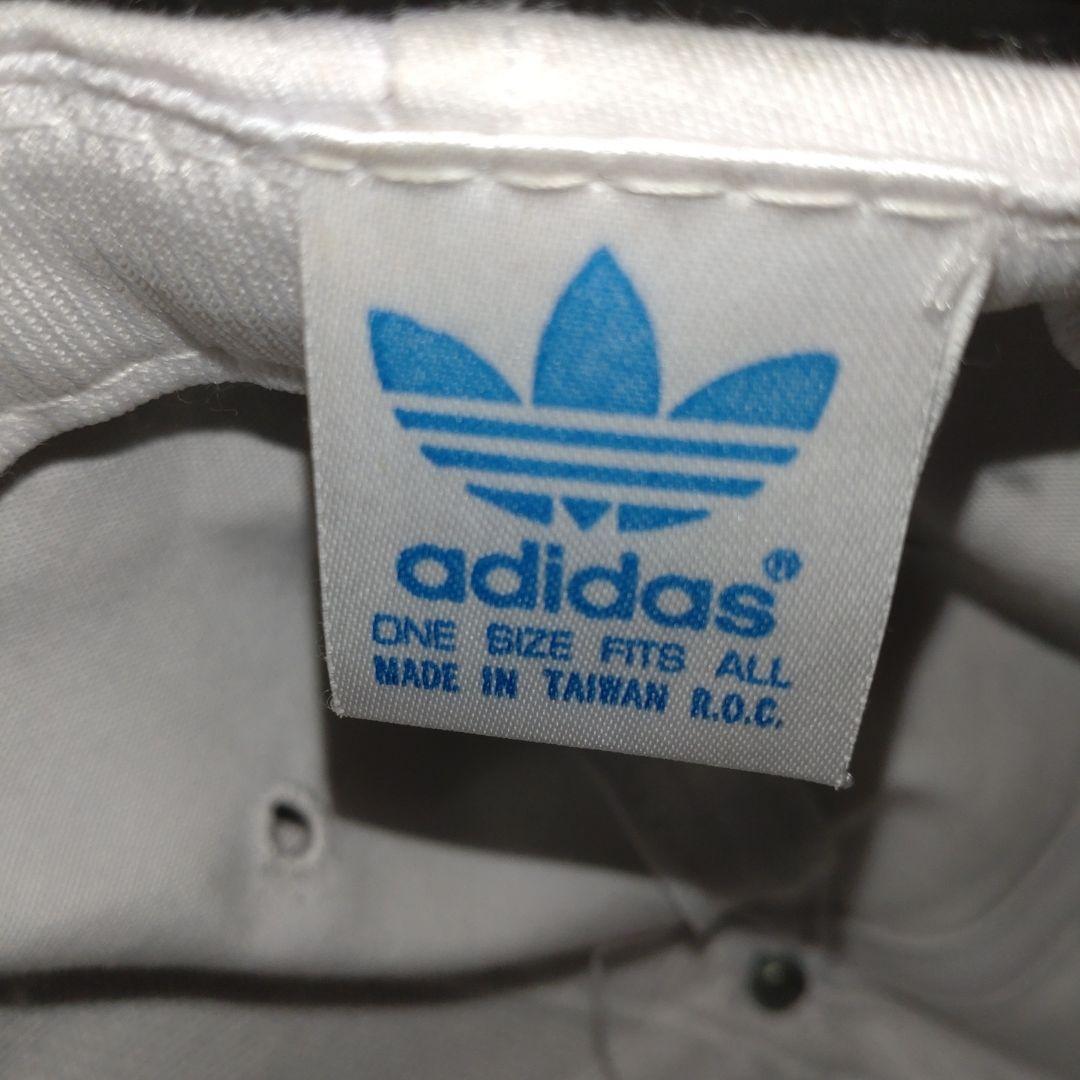 adidas®
ONE SIZE FITS ALL
MADE IN TAIWAN R.O.C.